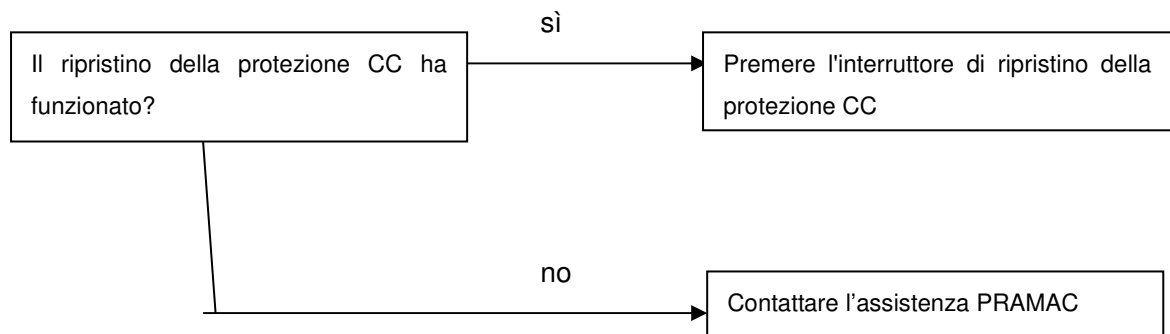 sì
Il ripristino della protezione CC ha
funzionato?
Premere l'interruttore di ripristino della
protezione CC
no
Contattare l’assistenza PRAMAC